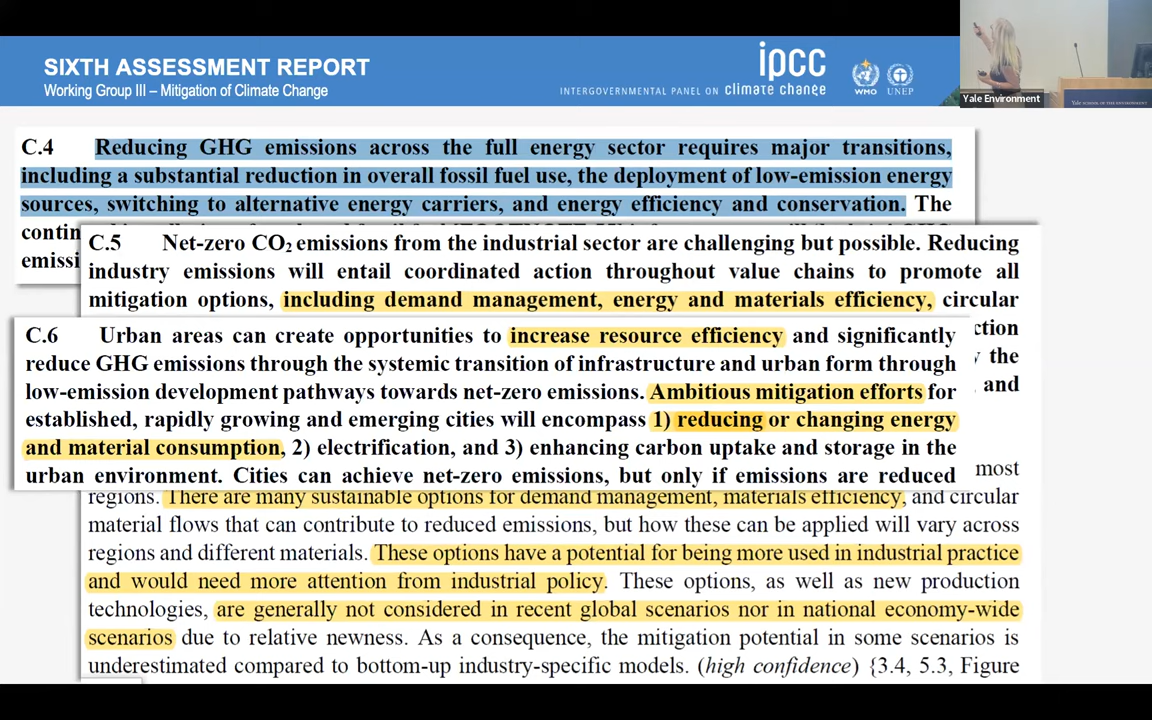 SIXTH ASSESSMENT REPORT
Working Group III – Mitigation of Climate Change
INTERGOVERNMENTAL PANEL ON climate change
ipcc
WMO
UNEP
Yale Environment
C.4 Reducing GHG emissions across the full energy sector requires major transitions,
including a substantial reduction in overall fossil fuel use, the deployment of low-emission energy
sources, switching to alternative energy carriers, and energy efficiency and conservation. The
contin
emissi
C.5 Net-zero CO₂ emissions from the industrial sector are challenging but possible. Reducing
industry emissions will entail coordinated action throughout value chains to promote all
mitigation options, including demand management, energy and materials efficiency, circular
ction
the
and
C.6 Urban areas can create opportunities to increase resource efficiency and significantly
reduce GHG emissions through the systemic transition of infrastructure and urban form through
low-emission development pathways towards net-zero emissions. Ambitious mitigation efforts for
established, rapidly growing and emerging cities will encompass 1) reducing or changing energy
and material consumption, 2) electrification, and 3) enhancing carbon uptake and storage in the
urban environment. Cities can achieve net-zero emissions, but only if emissions are reduced
most
regions. There are many sustainable options for demand management, materials efficiency, and circular
material flows that can contribute to reduced emissions, but how these can be applied will vary across
regions and different materials. These options have a potential for being more used in industrial practice
and would need more attention from industrial policy. These options, as well as new production
technologies, are generally not considered in recent global scenarios nor in national economy-wide
scenarios due to relative newness. As a consequence, the mitigation potential in some scenarios is
underestimated compared to bottom-up industry-specific models. (high confidence) {3.4, 5.3, Figure